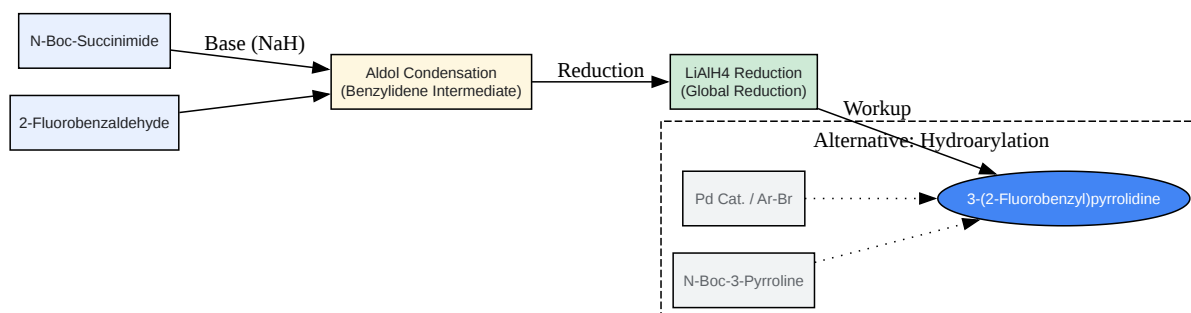 N-Boc-Succinimide
Base (NaH)
2-Fluorobenzaldehyde
Aldol Condensation
(Benzylidene Intermediate)
Reduction
LiAlH4 Reduction
(Global Reduction)
Workup
Alternative: Hydroarylation
Pd Cat. / Ar-Br
3-(2-Fluorobenzyl)pyrrolidine
N-Boc-3-Pyrroline